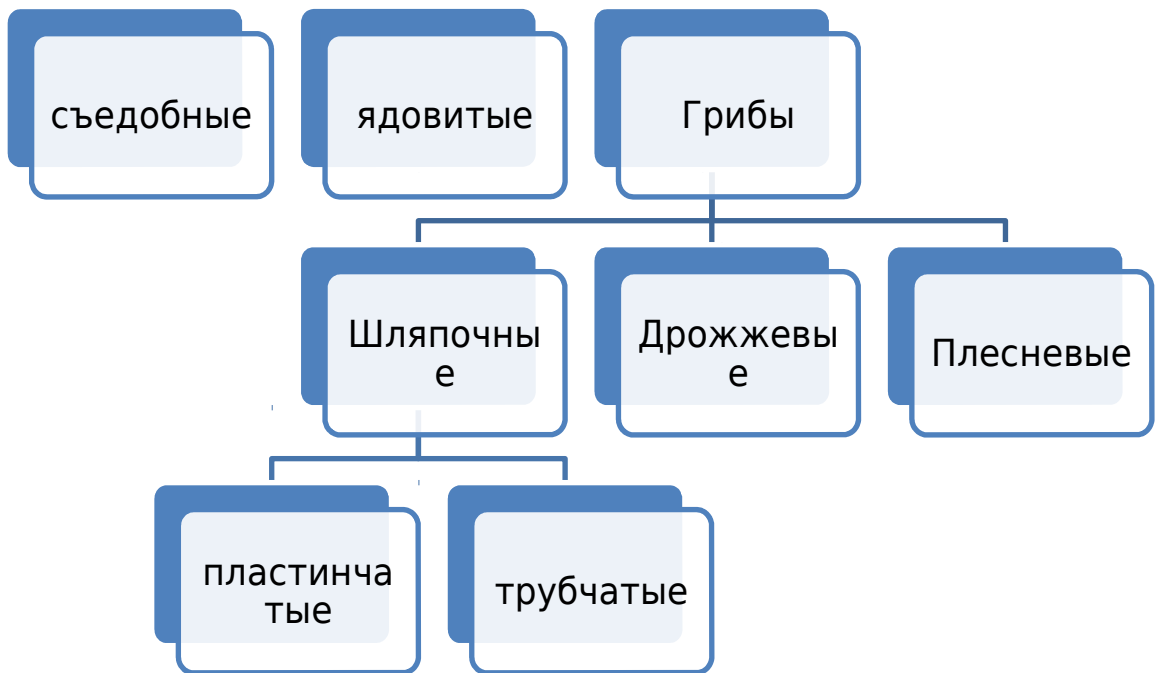 съедобные
ядовитые
Грибы
Шляпочны
е
Дрожжевы
е
Плесневые
пластинча
тые
трубчатые